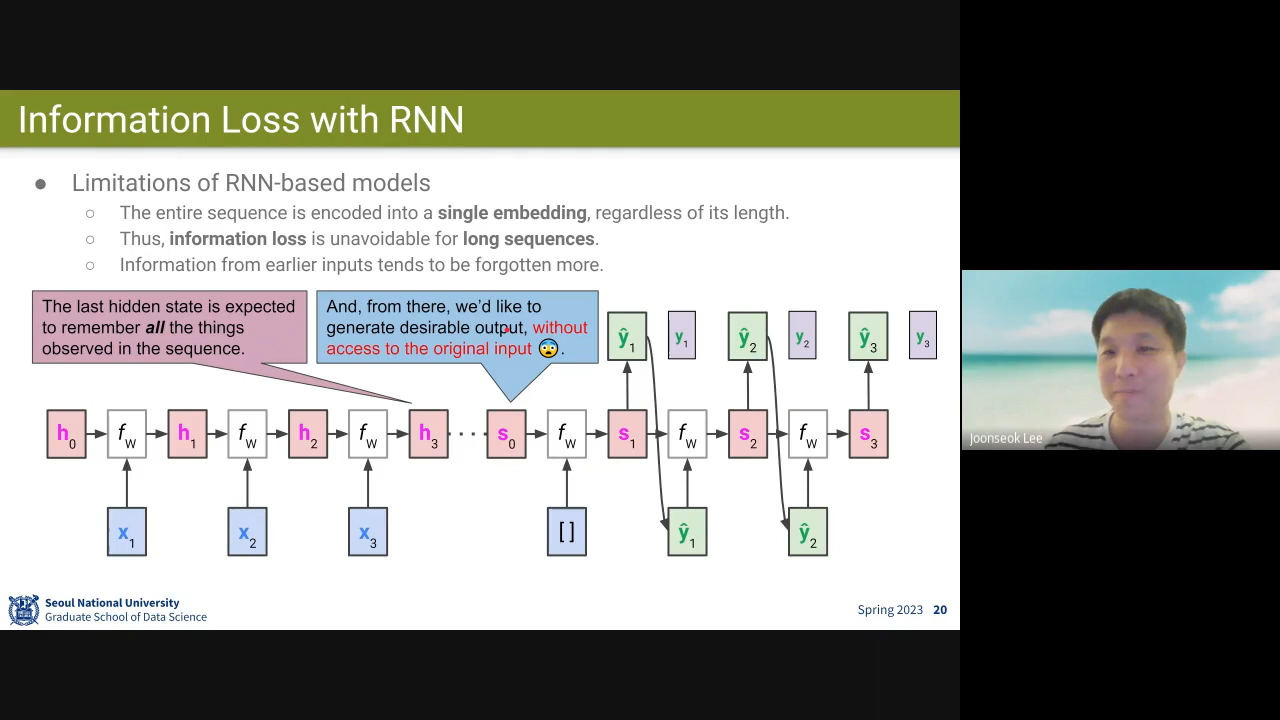 Information Loss with RNN
● Limitations of RNN-based models
○ The entire sequence is encoded into a single embedding, regardless of its length.
○ Thus, information loss is unavoidable for long sequences.
○ Information from earlier inputs tends to be forgotten more.
The last hidden state is expected
to remember all the things
observed in the sequence.
And, from there, we'd like to
generate desirable output, without
access to the original input 😨.
ŷ1 y1 ŷ2 y2 ŷ3 y3
h0 fW h1 fW h2 fW h3 · · · · s0 fW s1 fW s2 fW s3
x1 x2 x3 [ ] ŷ1 ŷ2
Seoul National University
Graduate School of Data Science
Spring 2023 20
Joonseok Lee